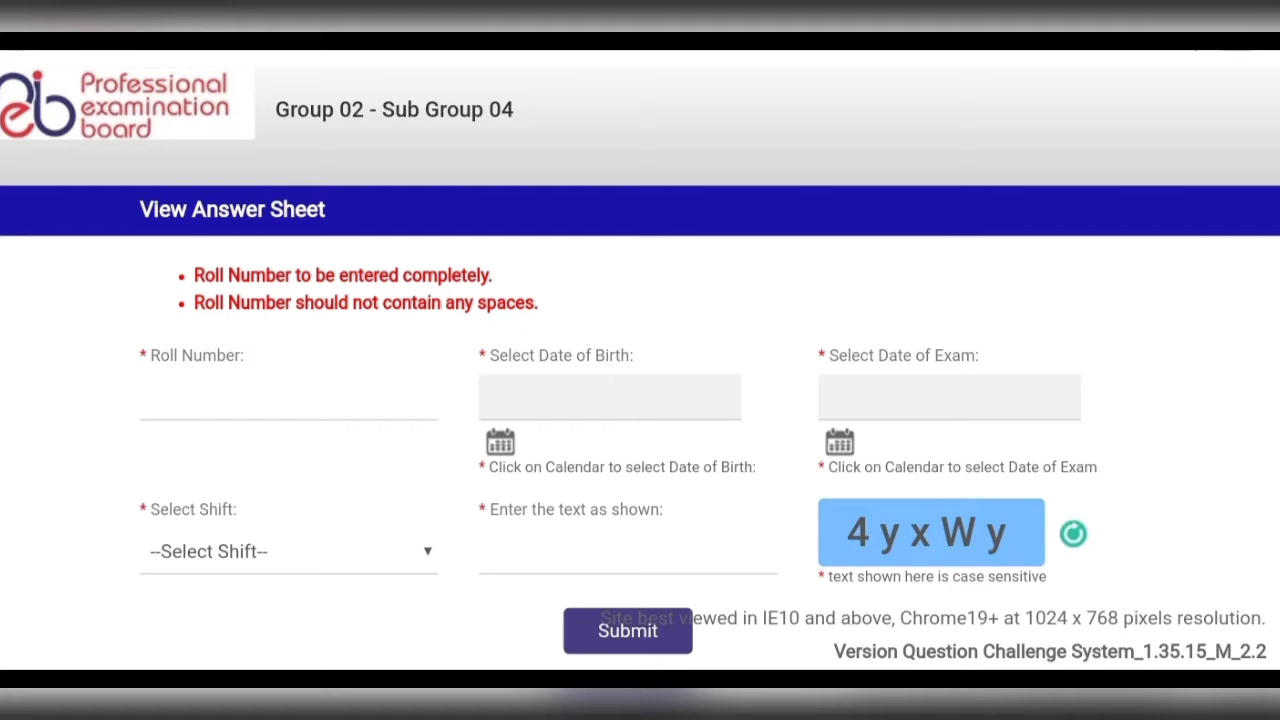 Professional
examination
board
Group 02 - Sub Group 04
View Answer Sheet
• Roll Number to be entered completely.
• Roll Number should not contain any spaces.
* Roll Number:
* Select Date of Birth:
* Select Date of Exam:
* Click on Calendar to select Date of Birth:
* Click on Calendar to select Date of Exam
* Select Shift:
* Enter the text as shown:
--Select Shift--
4 y x W y
* text shown here is case sensitive
Site best viewed in IE10 and above, Chrome19+ at 1024 x 768 pixels resolution.
Submit
Version Question Challenge System_1.35.15_M_2.2